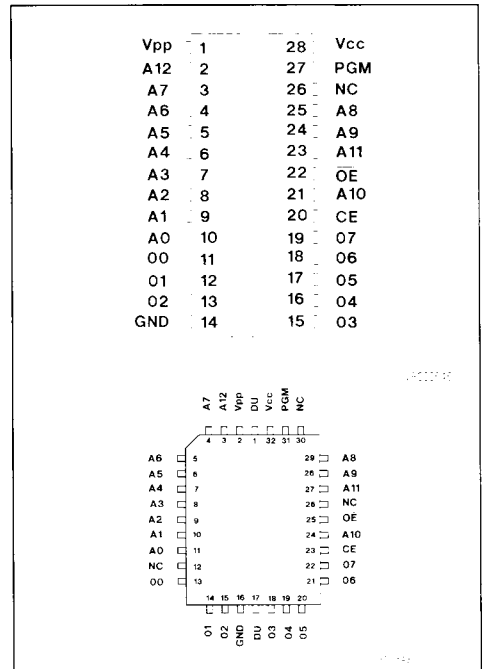 Vpp 1 28 Vcc
A12 2 27 PGM
A7 3 26 NC
A6 4 25 A8
A5 5 24 A9
A4 6 23 A11
A3 7 22 OE
A2 8 21 A10
A1 9 20 CE
A0 10 19 07
00 11 18 06
01 12 17 05
02 13 16 04
GND 14 15 03
A7 A12 Vpp DU Vcc PGM NC
4 3 2 1 32 31 30
A6 5 29 A8
A5 6 28 A9
A4 7 27 A11
A3 8 26 NC
A2 9 25 OE
A1 10 24 A10
A0 11 23 CE
NC 12 22 07
00 13 21 06
14 15 16 17 18 19 20
01 02 GND DU 03 04 05